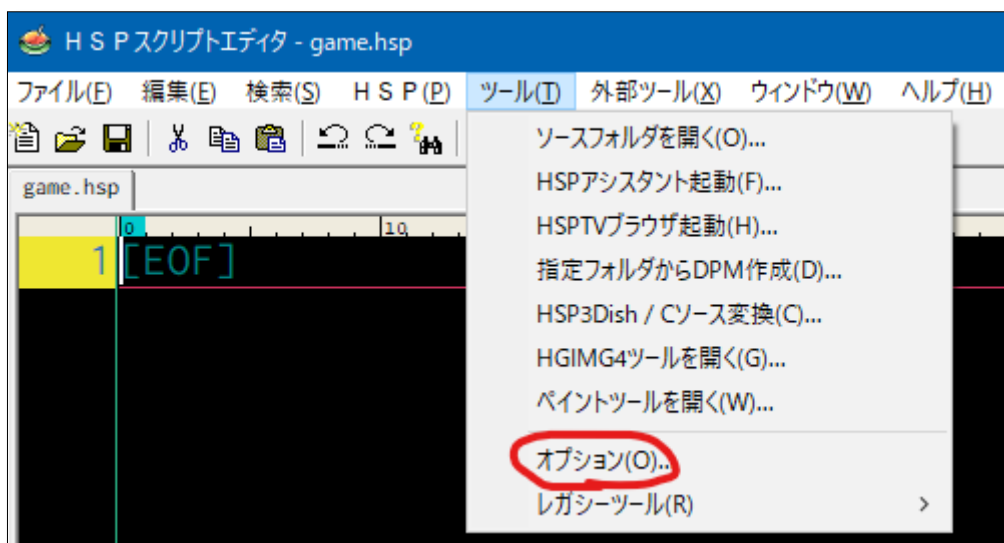 ＨＳＰスクリプトエディタ - game.hsp
ファイル(F) 編集(E) 検索(S) ＨＳＰ(P) ツール(T) 外部ツール(X) ウィンドウ(W) ヘルプ(H)
ソースフォルダを開く(O)...
game.hsp
HSPアシスタント起動(F)...
0 10
HSPTVブラウザ起動(H)...
1 [EOF]
指定フォルダからDPM作成(D)...
HSP3Dish / Cソース変換(C)...
HGIMG4ツールを開く(G)...
ペイントツールを開く(W)...
オプション(O)...
レガシーツール(R)